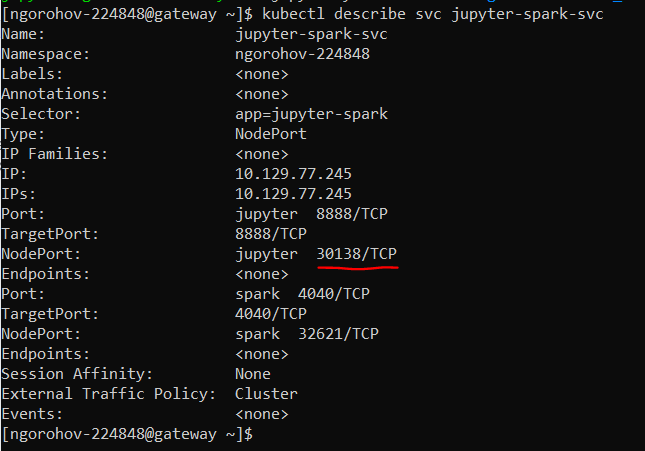 [ngorohov-224848@gateway ~]$ kubectl describe svc jupyter-spark-svc
Name:                     jupyter-spark-svc
Namespace:                ngorohov-224848
Labels:                   <none>
Annotations:              <none>
Selector:                 app=jupyter-spark
Type:                     NodePort
IP Families:              <none>
IP:                       10.129.77.245
IPs:                      10.129.77.245
Port:                     jupyter  8888/TCP
TargetPort:               8888/TCP
NodePort:                 jupyter  30138/TCP
Endpoints:                <none>
Port:                     spark  4040/TCP
TargetPort:               4040/TCP
NodePort:                 spark  32621/TCP
Endpoints:                <none>
Session Affinity:         None
External Traffic Policy:  Cluster
Events:                   <none>
[ngorohov-224848@gateway ~]$